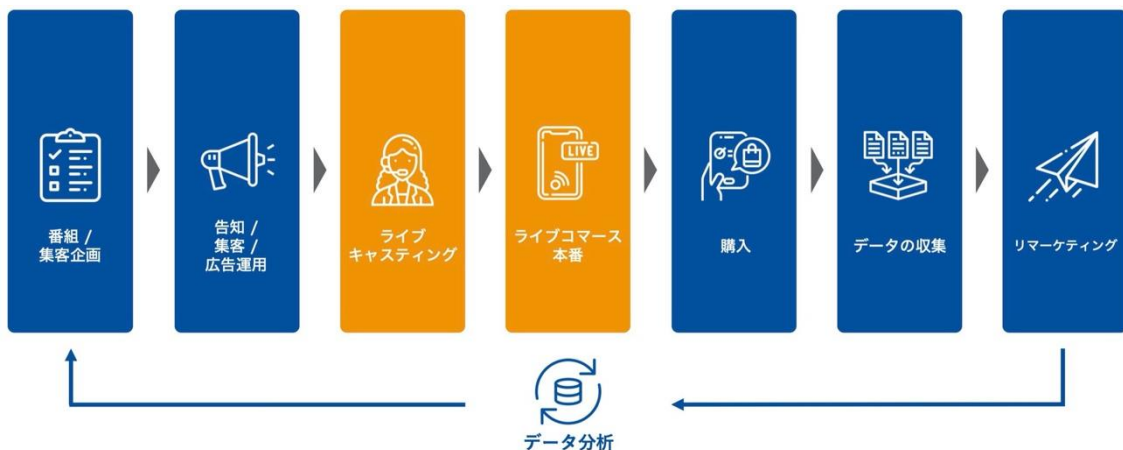 番組 /
集客企画
告知 /
集客 /
広告運用
ライブ
キャスティング
LIVE
ライブコマース
本番
購入
データの収集
リマーケティング
データ分析